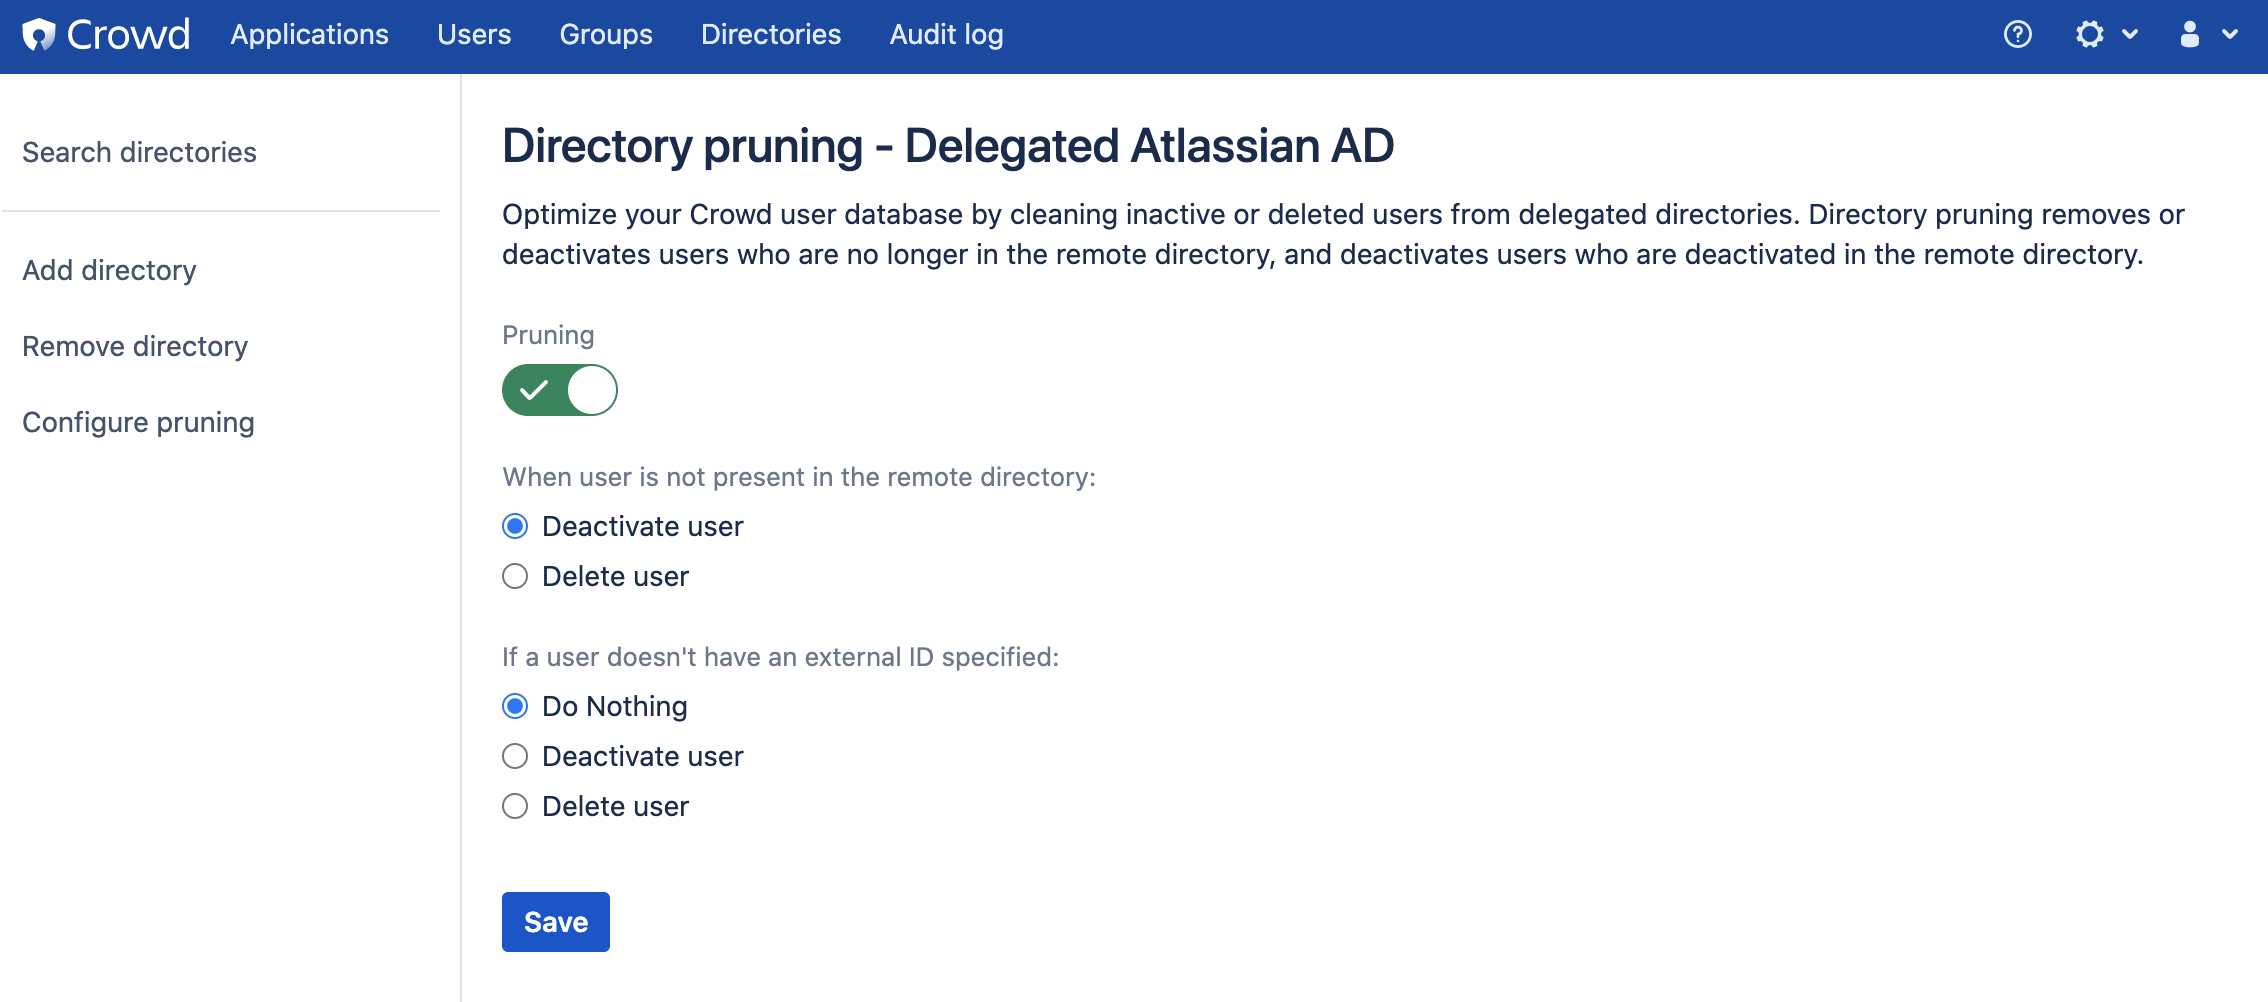 Crowd
Applications
Users
Groups
Directories
Audit log
Search directories
Add directory
Remove directory
Configure pruning
Directory pruning - Delegated Atlassian AD
Optimize your Crowd user database by cleaning inactive or deleted users from delegated directories. Directory pruning removes or
deactivates users who are no longer in the remote directory, and deactivates users who are deactivated in the remote directory.
Pruning
When user is not present in the remote directory:
Deactivate user
Delete user
If a user doesn't have an external ID specified:
Do Nothing
Deactivate user
Delete user
Save